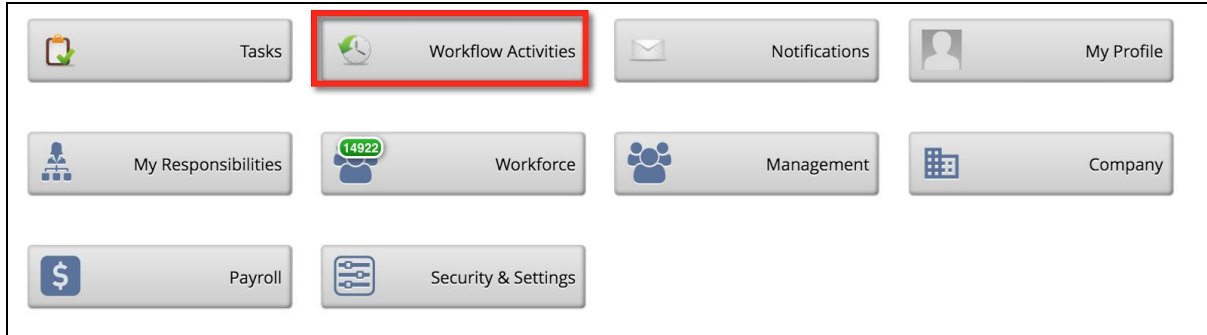 Tasks
Workflow Activities
Notifications
My Profile
My Responsibilities
14922
Workforce
Management
Company
$
Payroll
Security & Settings